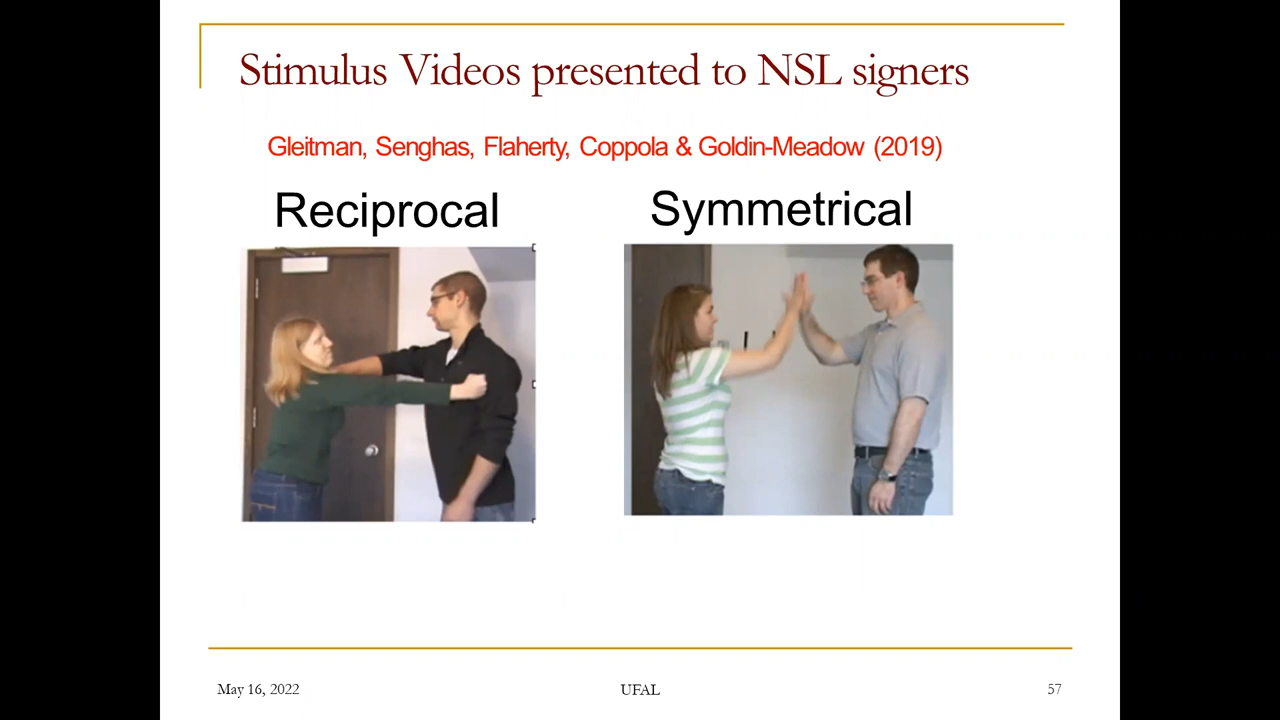 Stimulus Videos presented to NSL signers
Gleitman, Senghas, Flaherty, Coppola & Goldin-Meadow (2019)
Reciprocal
Symmetrical
May 16, 2022
UFAL
57